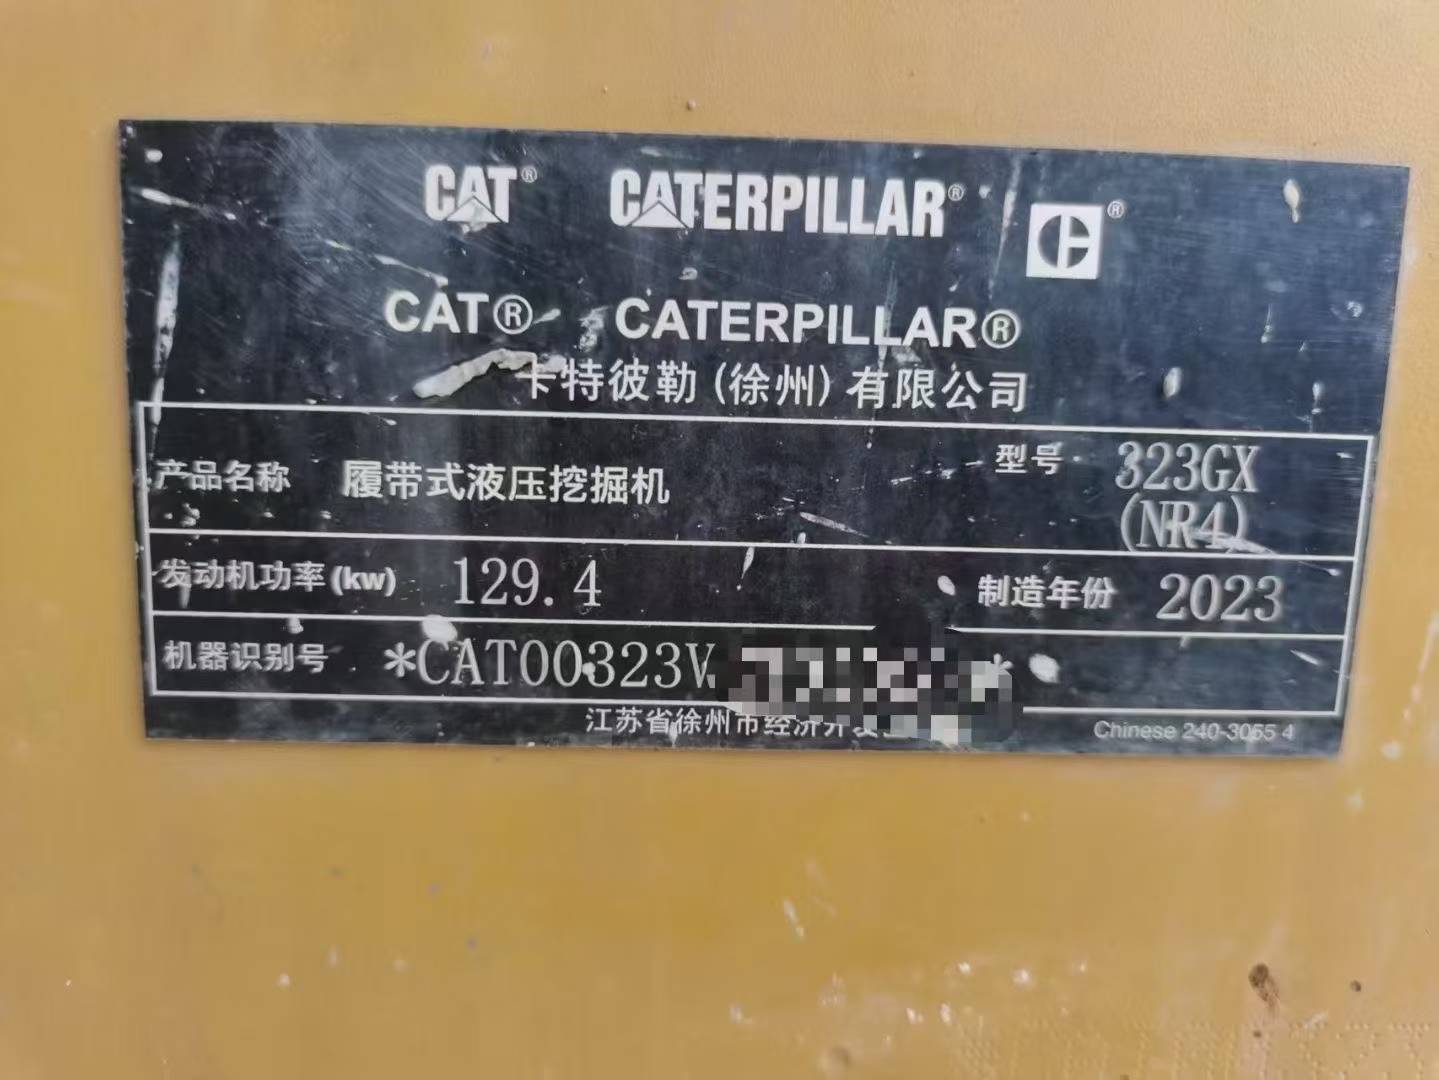 CAT® CATERPILLAR® ®
CAT® CATERPILLAR®
卡特彼勒(徐州)有限公司
产品名称 履带式液压挖掘机 型号 323GX
(NR4)
发动机功率(kw) 129.4 制造年份 2023
机器识别号 *CAT00323V *
江苏省徐州市经济开发
Chinese 240-3055 4